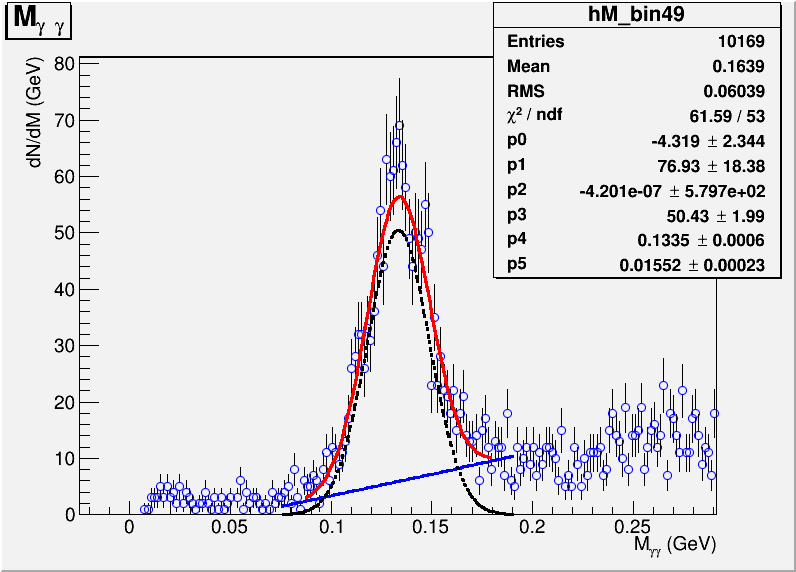 M_γ γ
hM_bin49
Entries 10169
Mean 0.1639
RMS 0.06039
χ² / ndf 61.59 / 53
p0 -4.319 ± 2.344
p1 76.93 ± 18.38
p2 -4.201e-07 ± 5.797e+02
p3 50.43 ± 1.99
p4 0.1335 ± 0.0006
p5 0.01552 ± 0.00023
dN/dM (GeV)
80
70
60
50
40
30
20
10
0
0 0.05 0.1 0.15 0.2 0.25
M_γγ (GeV)